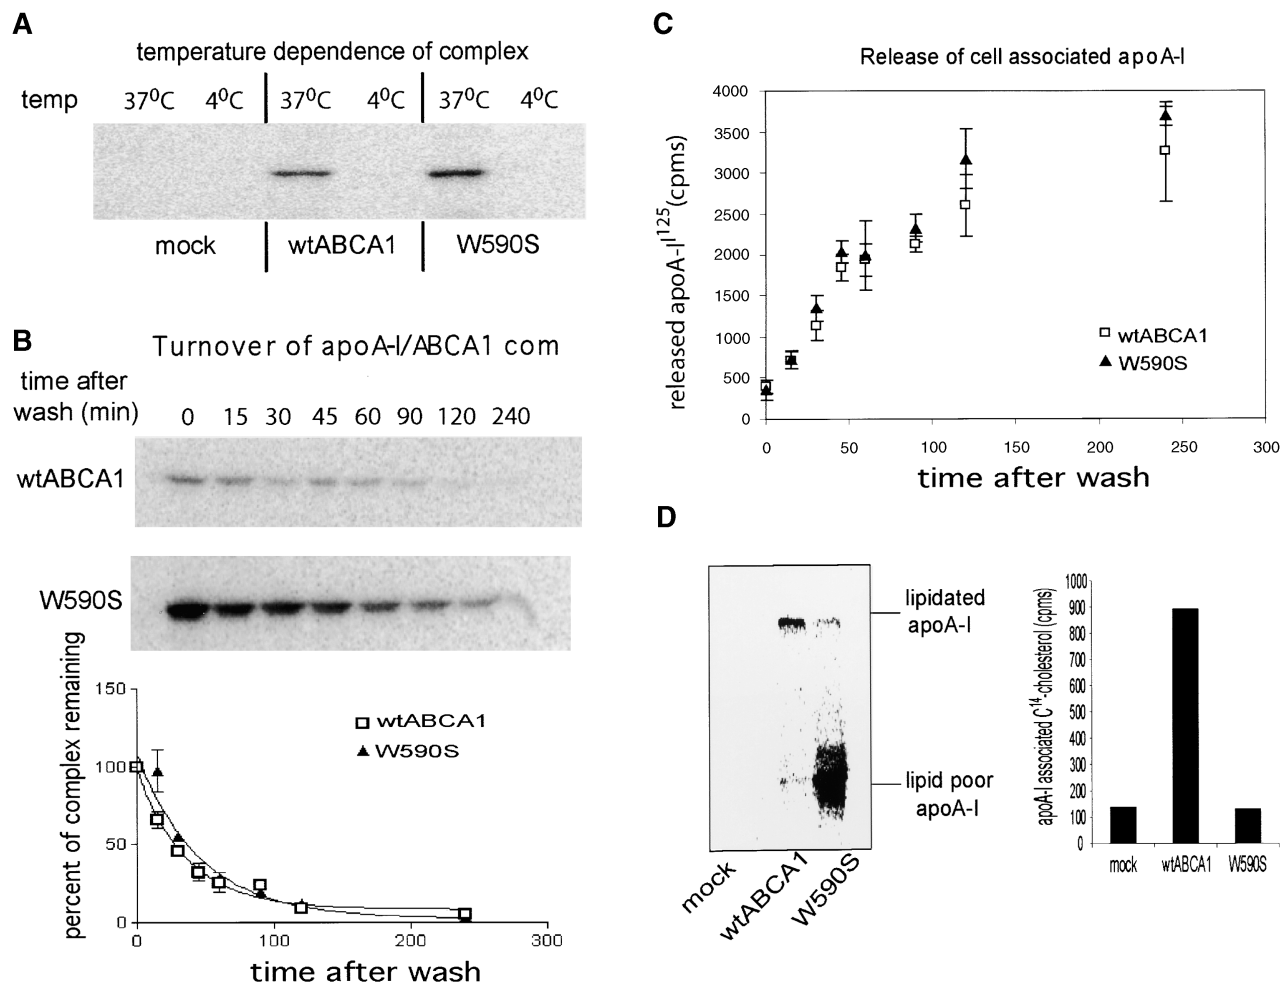 A
temperature dependence of complex
temp 37⁰C 4⁰C 37⁰C 4⁰C 37⁰C 4⁰C
mock wtABCA1 W590S
B
Turnover of apoA-I/ABCA1 com
time after
wash (min) 0 15 30 45 60 90 120 240
wtABCA1
W590S
percent of complex remaining
150
100
50
0
wtABCA1
W590S
0 100 200 300
time after wash
C
Release of cell associated apoA-I
released apoA-I I¹²⁵(cpms)
4000
3500
3000
2500
2000
1500
1000
500
0
wtABCA1
W590S
0 50 100 150 200 250 300
time after wash
D
lipidated
apoA-I
lipid poor
apoA-I
mock
wtABCA1
W590S
apoA-I associated C¹⁴-cholesterol (cpms)
1000
900
800
700
600
500
400
300
200
100
0
mock wtABCA1 W590S